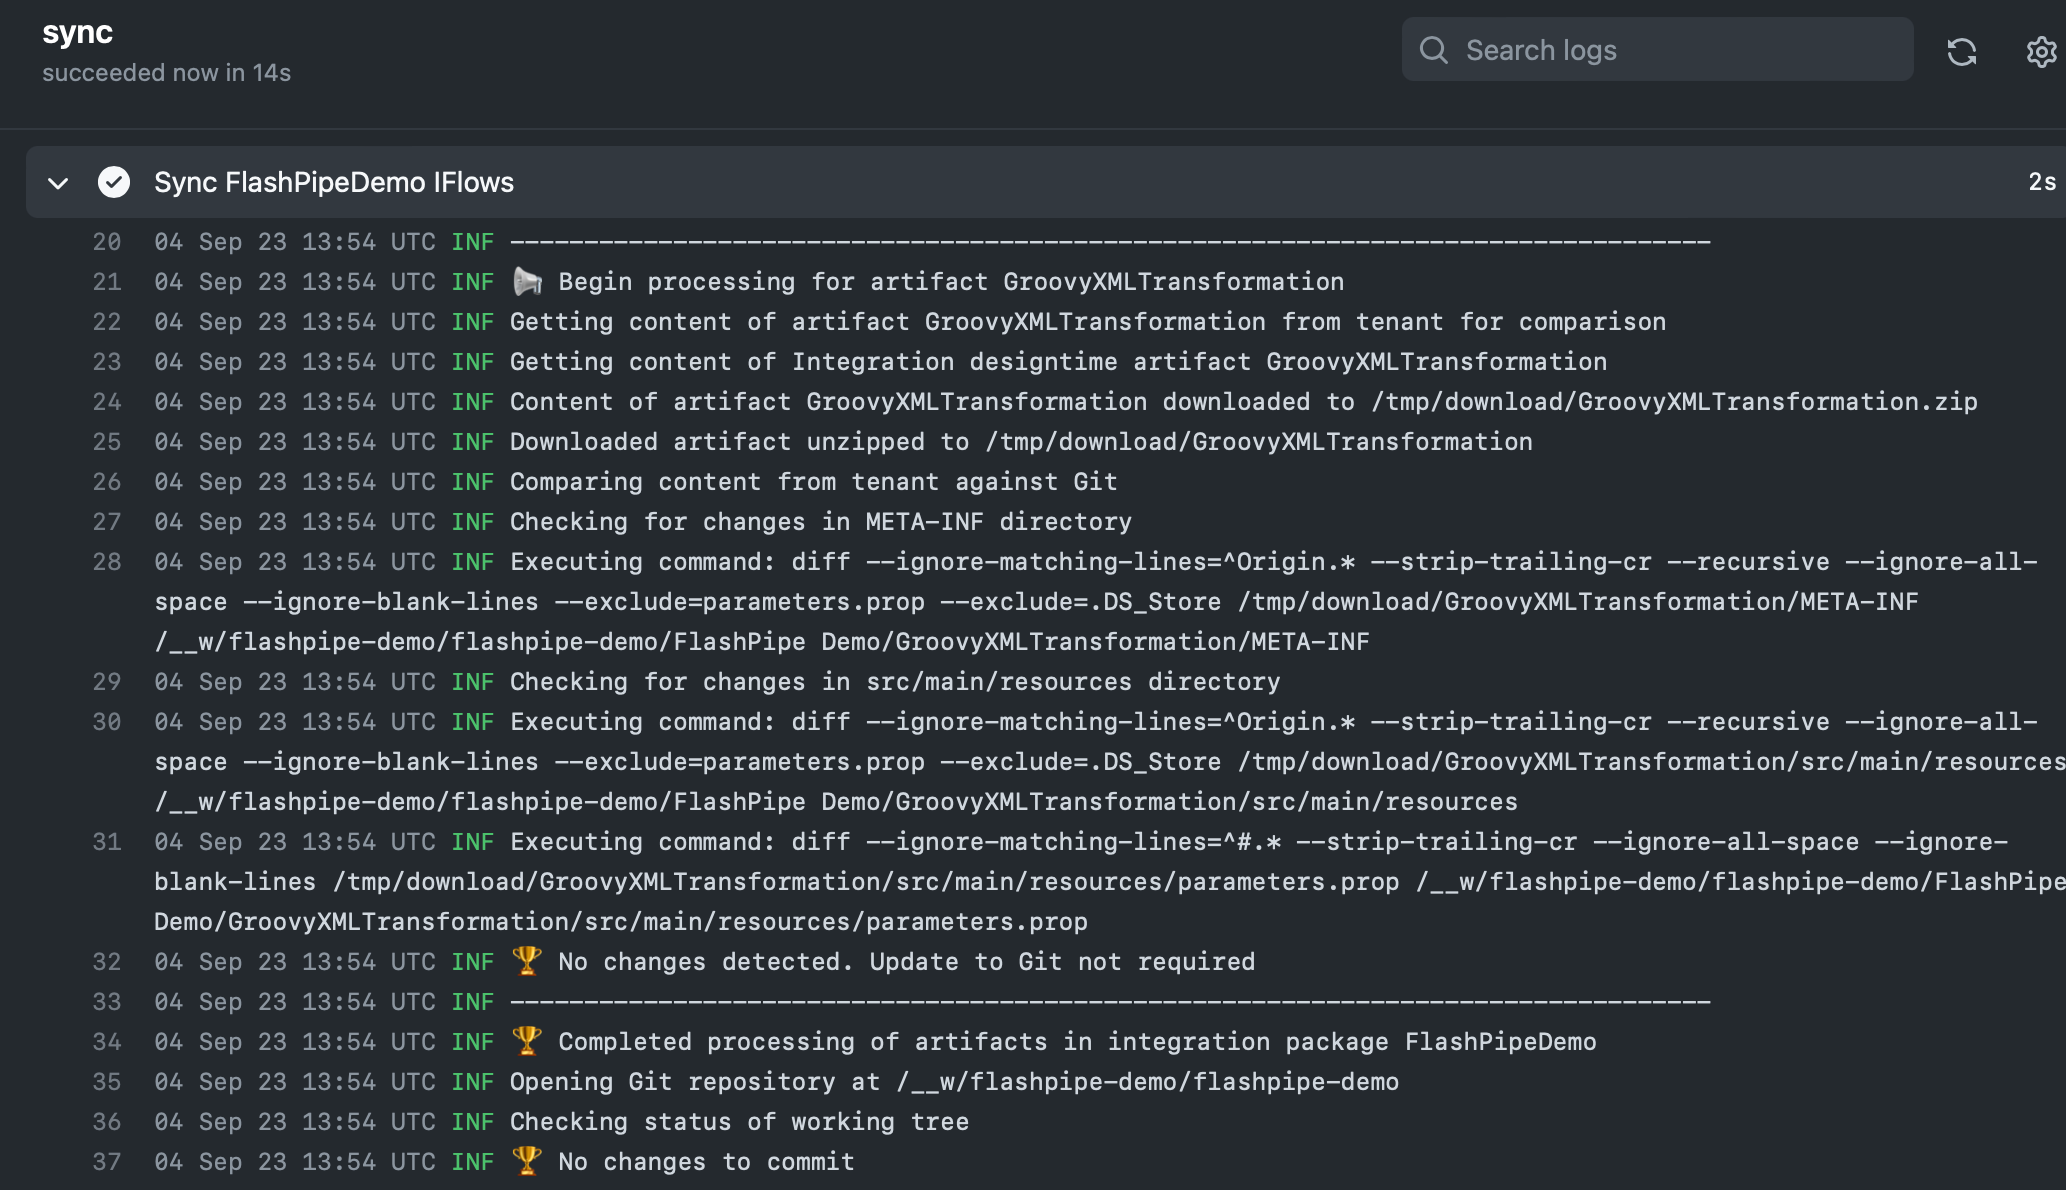 sync
succeeded now in 14s
Search logs
Sync FlashPipeDemo IFlows 2s
20 04 Sep 23 13:54 UTC INF ---------------------------------------------------------------------------------
21 04 Sep 23 13:54 UTC INF 📢 Begin processing for artifact GroovyXMLTransformation
22 04 Sep 23 13:54 UTC INF Getting content of artifact GroovyXMLTransformation from tenant for comparison
23 04 Sep 23 13:54 UTC INF Getting content of Integration designtime artifact GroovyXMLTransformation
24 04 Sep 23 13:54 UTC INF Content of artifact GroovyXMLTransformation downloaded to /tmp/download/GroovyXMLTransformation.zip
25 04 Sep 23 13:54 UTC INF Downloaded artifact unzipped to /tmp/download/GroovyXMLTransformation
26 04 Sep 23 13:54 UTC INF Comparing content from tenant against Git
27 04 Sep 23 13:54 UTC INF Checking for changes in META-INF directory
28 04 Sep 23 13:54 UTC INF Executing command: diff --ignore-matching-lines=^Origin.* --strip-trailing-cr --recursive --ignore-all-
space --ignore-blank-lines --exclude=parameters.prop --exclude=.DS_Store /tmp/download/GroovyXMLTransformation/META-INF
/__w/flashpipe-demo/flashpipe-demo/FlashPipe Demo/GroovyXMLTransformation/META-INF
29 04 Sep 23 13:54 UTC INF Checking for changes in src/main/resources directory
30 04 Sep 23 13:54 UTC INF Executing command: diff --ignore-matching-lines=^Origin.* --strip-trailing-cr --recursive --ignore-all-
space --ignore-blank-lines --exclude=parameters.prop --exclude=.DS_Store /tmp/download/GroovyXMLTransformation/src/main/resources
/__w/flashpipe-demo/flashpipe-demo/FlashPipe Demo/GroovyXMLTransformation/src/main/resources
31 04 Sep 23 13:54 UTC INF Executing command: diff --ignore-matching-lines=^#.* --strip-trailing-cr --ignore-all-space --ignore-
blank-lines /tmp/download/GroovyXMLTransformation/src/main/resources/parameters.prop /__w/flashpipe-demo/flashpipe-demo/FlashPipe
Demo/GroovyXMLTransformation/src/main/resources/parameters.prop
32 04 Sep 23 13:54 UTC INF 🏆 No changes detected. Update to Git not required
33 04 Sep 23 13:54 UTC INF ---------------------------------------------------------------------------------
34 04 Sep 23 13:54 UTC INF 🏆 Completed processing of artifacts in integration package FlashPipeDemo
35 04 Sep 23 13:54 UTC INF Opening Git repository at /__w/flashpipe-demo/flashpipe-demo
36 04 Sep 23 13:54 UTC INF Checking status of working tree
37 04 Sep 23 13:54 UTC INF 🏆 No changes to commit